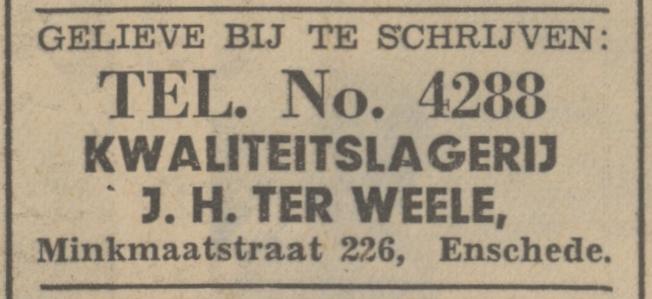 GELIEVE BIJ TE SCHRIJVEN:
TEL. No. 4288
KWALITEITSLAGERIJ
J. H. TER WEELE,
Minkmaatstraat 226, Enschede.